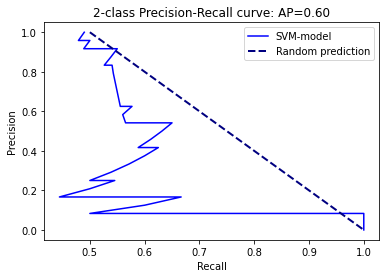 2-class Precision-Recall curve: AP=0.60
SVM-model
Random prediction
Precision
1.0
0.8
0.6
0.4
0.2
0.0
0.5
0.6
0.7
0.8
0.9
1.0
Recall